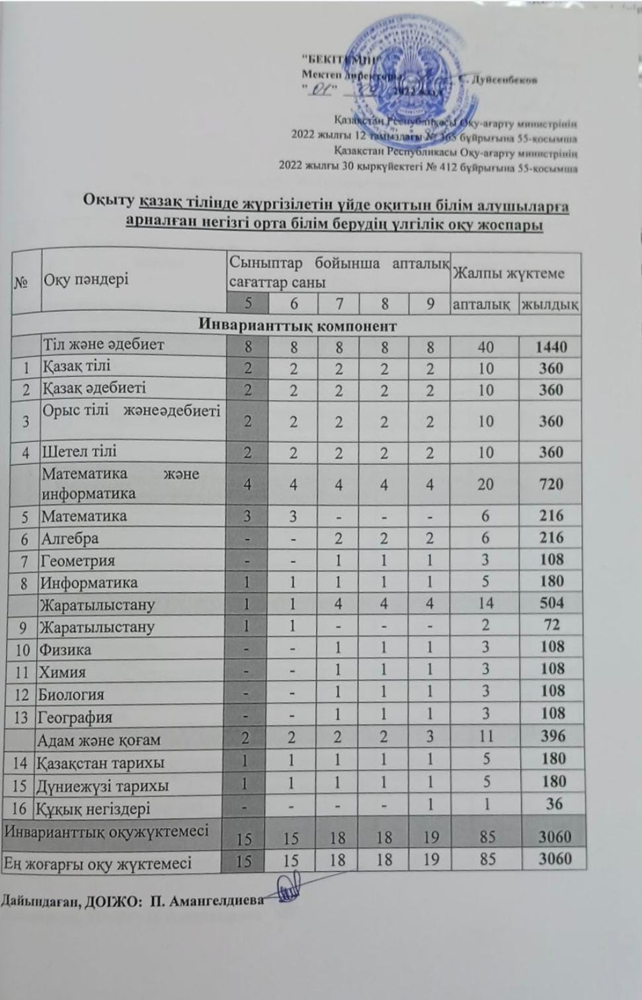 "БЕКІТЕМІН"
Мектеп директоры С. Дуйсенбеков
"01" 2022 жыл
Қазақстан Республикасы Оқу-ағарту министрінің
2022 жылғы 12 тамыздағы № 365 бұйрығына 55-қосымша
Қазақстан Республикасы Оқу-ағарту министрінің
2022 жылғы 30 қыркүйектегі № 412 бұйрығына 55-қосымша
Оқыту қазақ тілінде жүргізілетін үйде оқитын білім алушыларға
арналған негізгі орта білім берудің үлгілік оқу жоспары
№ Оқу пәндері Сыныптар бойынша апталық Жалпы жүктеме
сағаттар саны
5 6 7 8 9 апталық жылдық
Инварианттық компонент
Тіл және әдебиет 8 8 8 8 8 40 1440
1 Қазақ тілі 2 2 2 2 2 10 360
2 Қазақ әдебиеті 2 2 2 2 2 10 360
3 Орыс тілі жәнеәдебиеті 2 2 2 2 2 10 360
4 Шетел тілі 2 2 2 2 2 10 360
Математика және
информатика 4 4 4 4 4 20 720
5 Математика 3 3 - - - 6 216
6 Алгебра - - 2 2 2 6 216
7 Геометрия - - 1 1 1 3 108
8 Информатика 1 1 1 1 1 5 180
Жаратылыстану 1 1 4 4 4 14 504
9 Жаратылыстану 1 1 - - - 2 72
10 Физика - - 1 1 1 3 108
11 Химия - - 1 1 1 3 108
12 Биология - - 1 1 1 3 108
13 География - - 1 1 1 3 108
Адам және қоғам 2 2 2 2 3 11 396
14 Қазақстан тарихы 1 1 1 1 1 5 180
15 Дүниежүзі тарихы 1 1 1 1 1 5 180
16 Құқық негіздері - - - - 1 1 36
Инварианттық оқужүктемесі 15 15 18 18 19 85 3060
Ең жоғарғы оқу жүктемесі 15 15 18 18 19 85 3060
Дайындаған, ДОІЖО: П. Амангелдиева